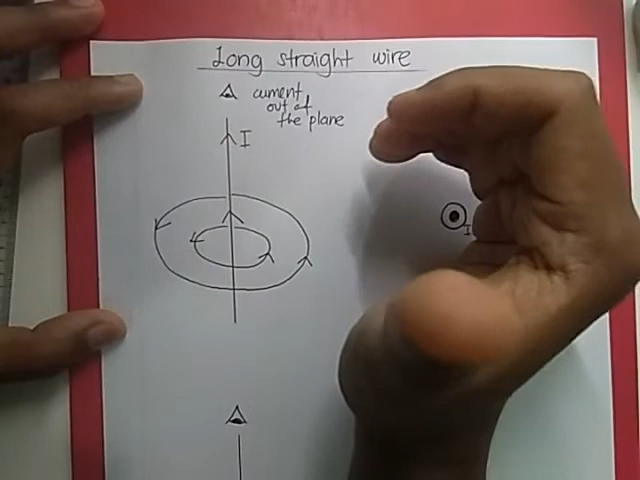 Long straight wire
current
out of
the plane
I
I